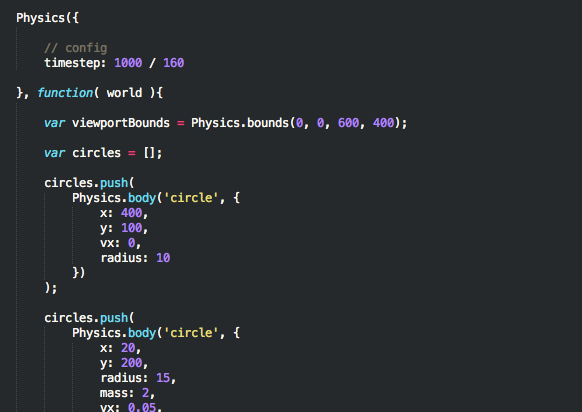 Physics({
// config
timestep: 1000 / 160
}, function( world ){
var viewportBounds = Physics.bounds(0, 0, 600, 400);
var circles = [];
circles.push(
Physics.body('circle', {
x: 400,
y: 100,
vx: 0,
radius: 10
})
);
circles.push(
Physics.body('circle', {
x: 20,
y: 200,
radius: 15,
mass: 2,
vx: 0.05,